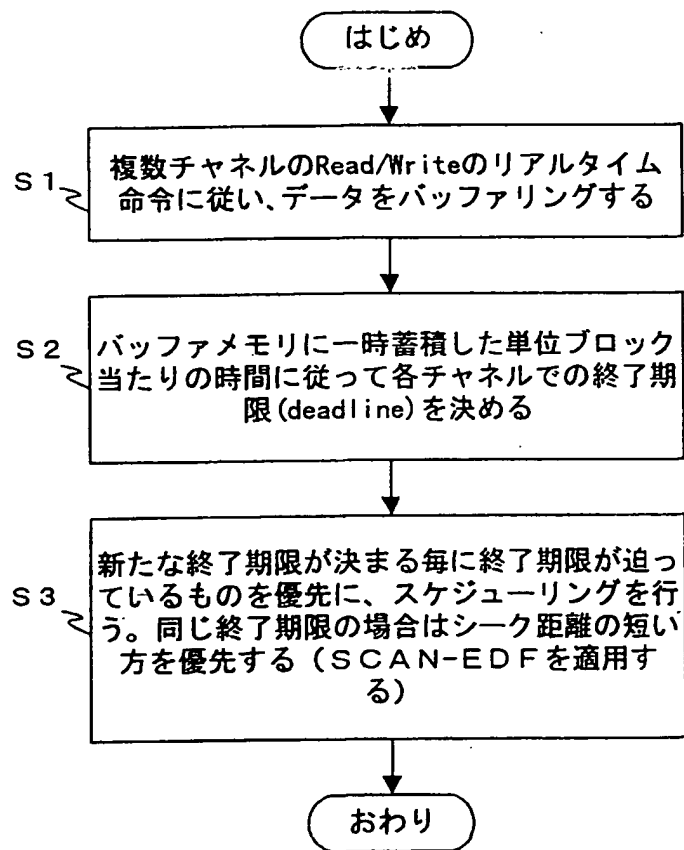 はじめ
S1
複数チャネルのRead/Writeのリアルタイム
命令に従い、データをバッファリングする
S2
バッファメモリに一時蓄積した単位ブロック
当たりの時間に従って各チャネルでの終了期
限(deadline)を決める
S3
新たな終了期限が決まる毎に終了期限が迫っ
ているものを優先に、スケジューリングを行
う。同じ終了期限の場合はシーク距離の短い
方を優先する（SCAN-EDFを適用す
る）
おわり